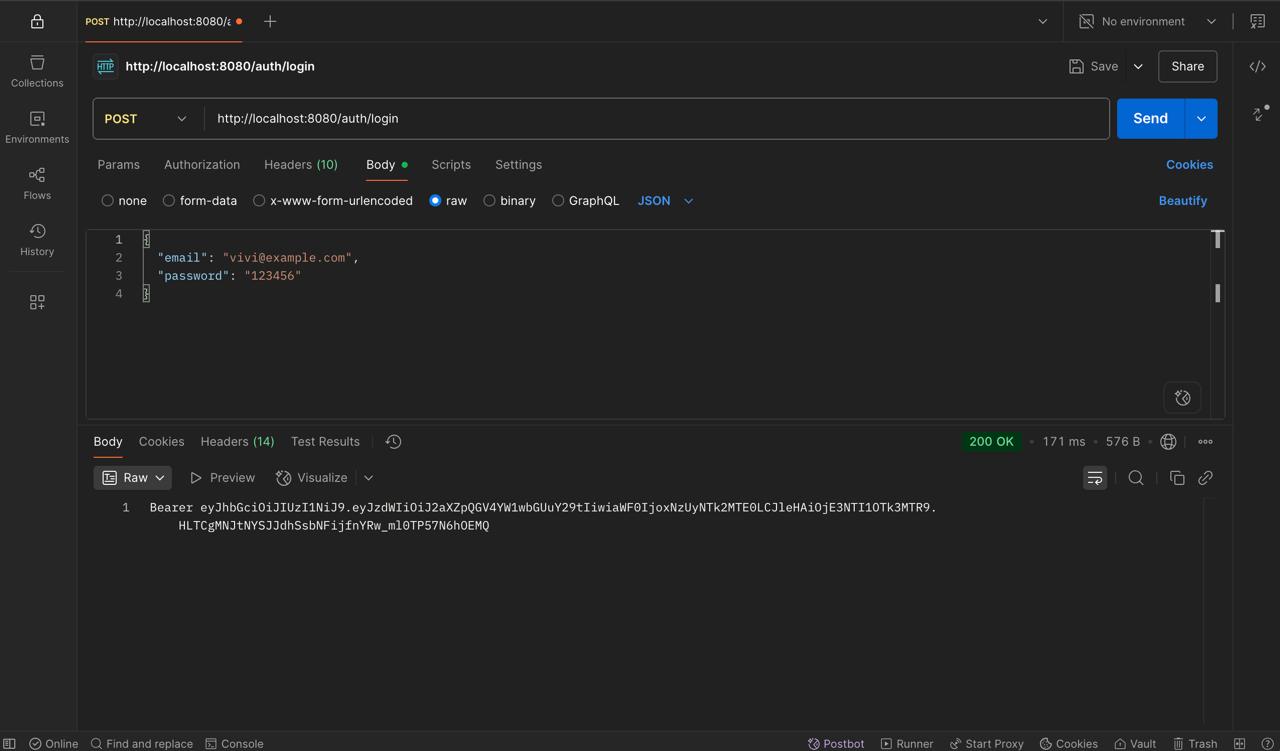 POST http://localhost:8080/a
No environment
http://localhost:8080/auth/login
Save
Share
Collections
Environments
Flows
History
POST http://localhost:8080/auth/login
Send
Params Authorization Headers (10) Body Scripts Settings Cookies
none form-data x-www-form-urlencoded raw binary GraphQL JSON Beautify
1 {
2 "email": "vivi@example.com",
3 "password": "123456"
4 }
Body Cookies Headers (14) Test Results 200 OK • 171 ms • 576 B
Raw Preview Visualize
1 Bearer eyJhbGciOiJIUzI1NiJ9.eyJzdWIiOiJ2aXZpQGV4YW1wbGUuY29tIiwiaWF0IjoxNzUyNTk2MTE0LCJleHAiOjE3NTI1OTk3MTR9.
HLTCgMNJtNYSJJdhSsbNFijfnYRw_ml0TP57N6hOEMQ
Online Find and replace Console Postbot Runner Start Proxy Cookies Vault Trash